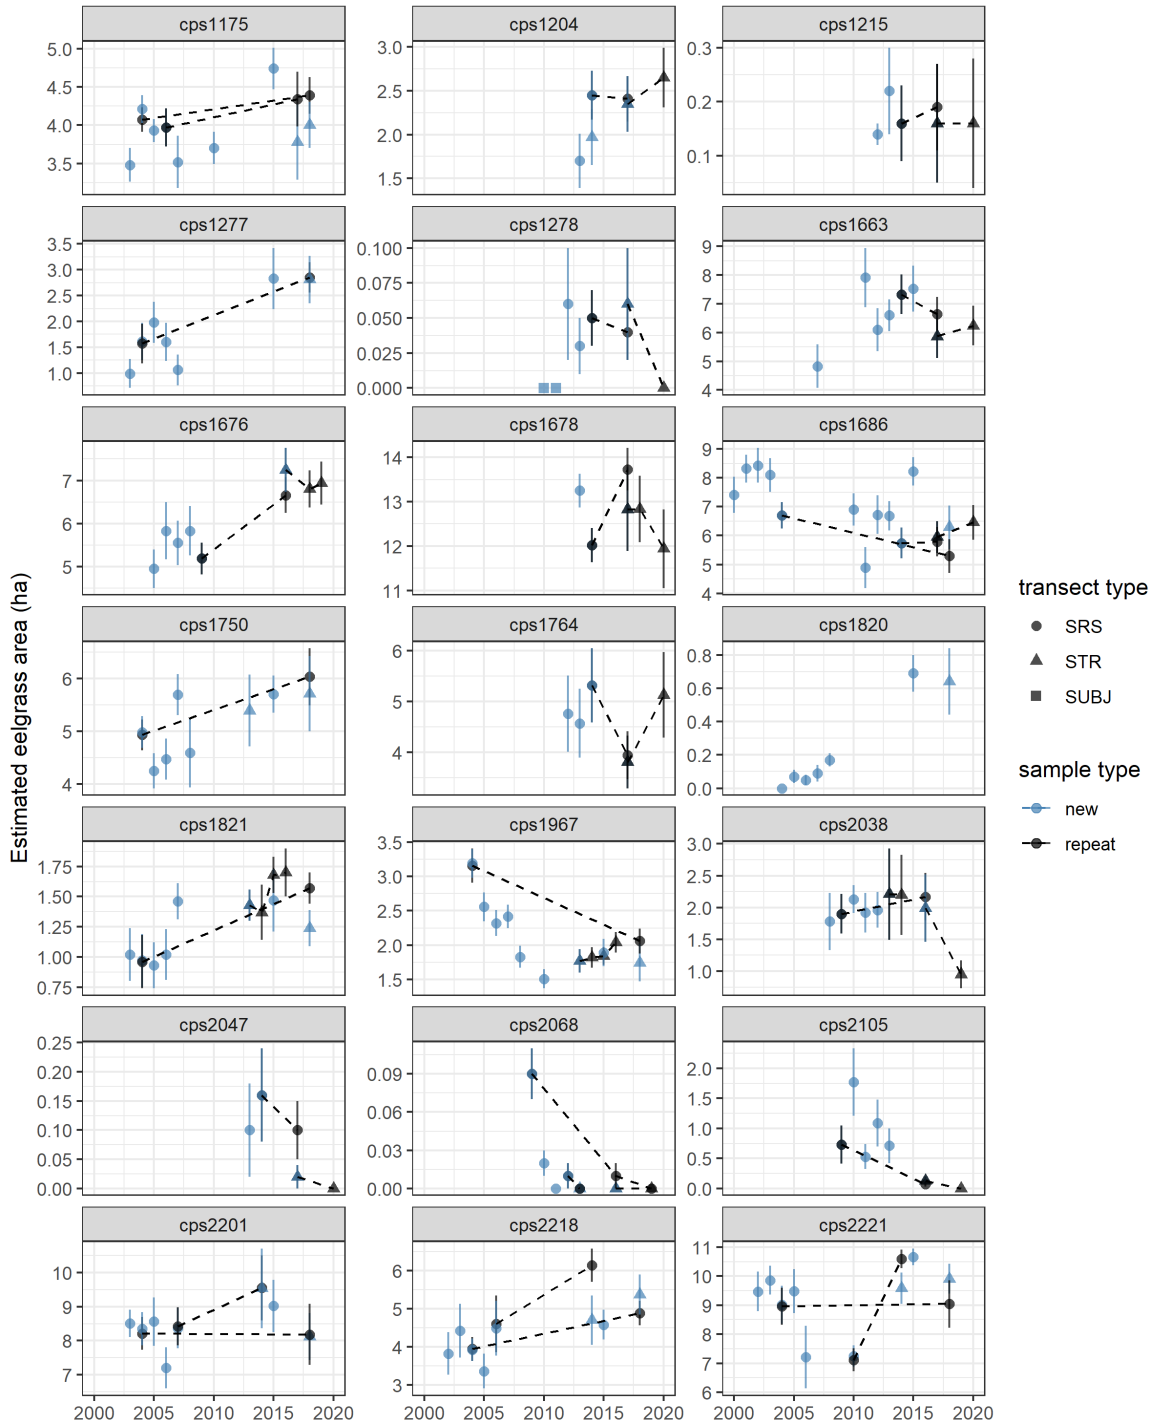 cps1175 cps1204 cps1215
5.0 4.5 4.0 3.5
3.0 2.5 2.0 1.5
0.3 0.2 0.1
cps1277 cps1278 cps1663
3.5 3.0 2.5 2.0 1.5 1.0
0.100 0.075 0.050 0.025 0.000
9 8 7 6 5 4
cps1676 cps1678 cps1686
7 6 5
14 13 12 11
9 8 7 6 5 4
cps1750 cps1764 cps1820
6 5 4
6 5 4
0.8 0.6 0.4 0.2 0.0
cps1821 cps1967 cps2038
1.75 1.50 1.25 1.00 0.75
3.5 3.0 2.5 2.0 1.5
3.0 2.5 2.0 1.5 1.0
cps2047 cps2068 cps2105
0.25 0.20 0.15 0.10 0.05 0.00
0.09 0.06 0.03 0.00
2.0 1.5 1.0 0.5 0.0
cps2201 cps2218 cps2221
10 9 8 7
6 5 4 3
11 10 9 8 7 6
2000 2005 2010 2015 2020 2000 2005 2010 2015 2020 2000 2005 2010 2015 2020
Estimated eelgrass area (ha)
transect type
SRS
STR
SUBJ
sample type
new
repeat